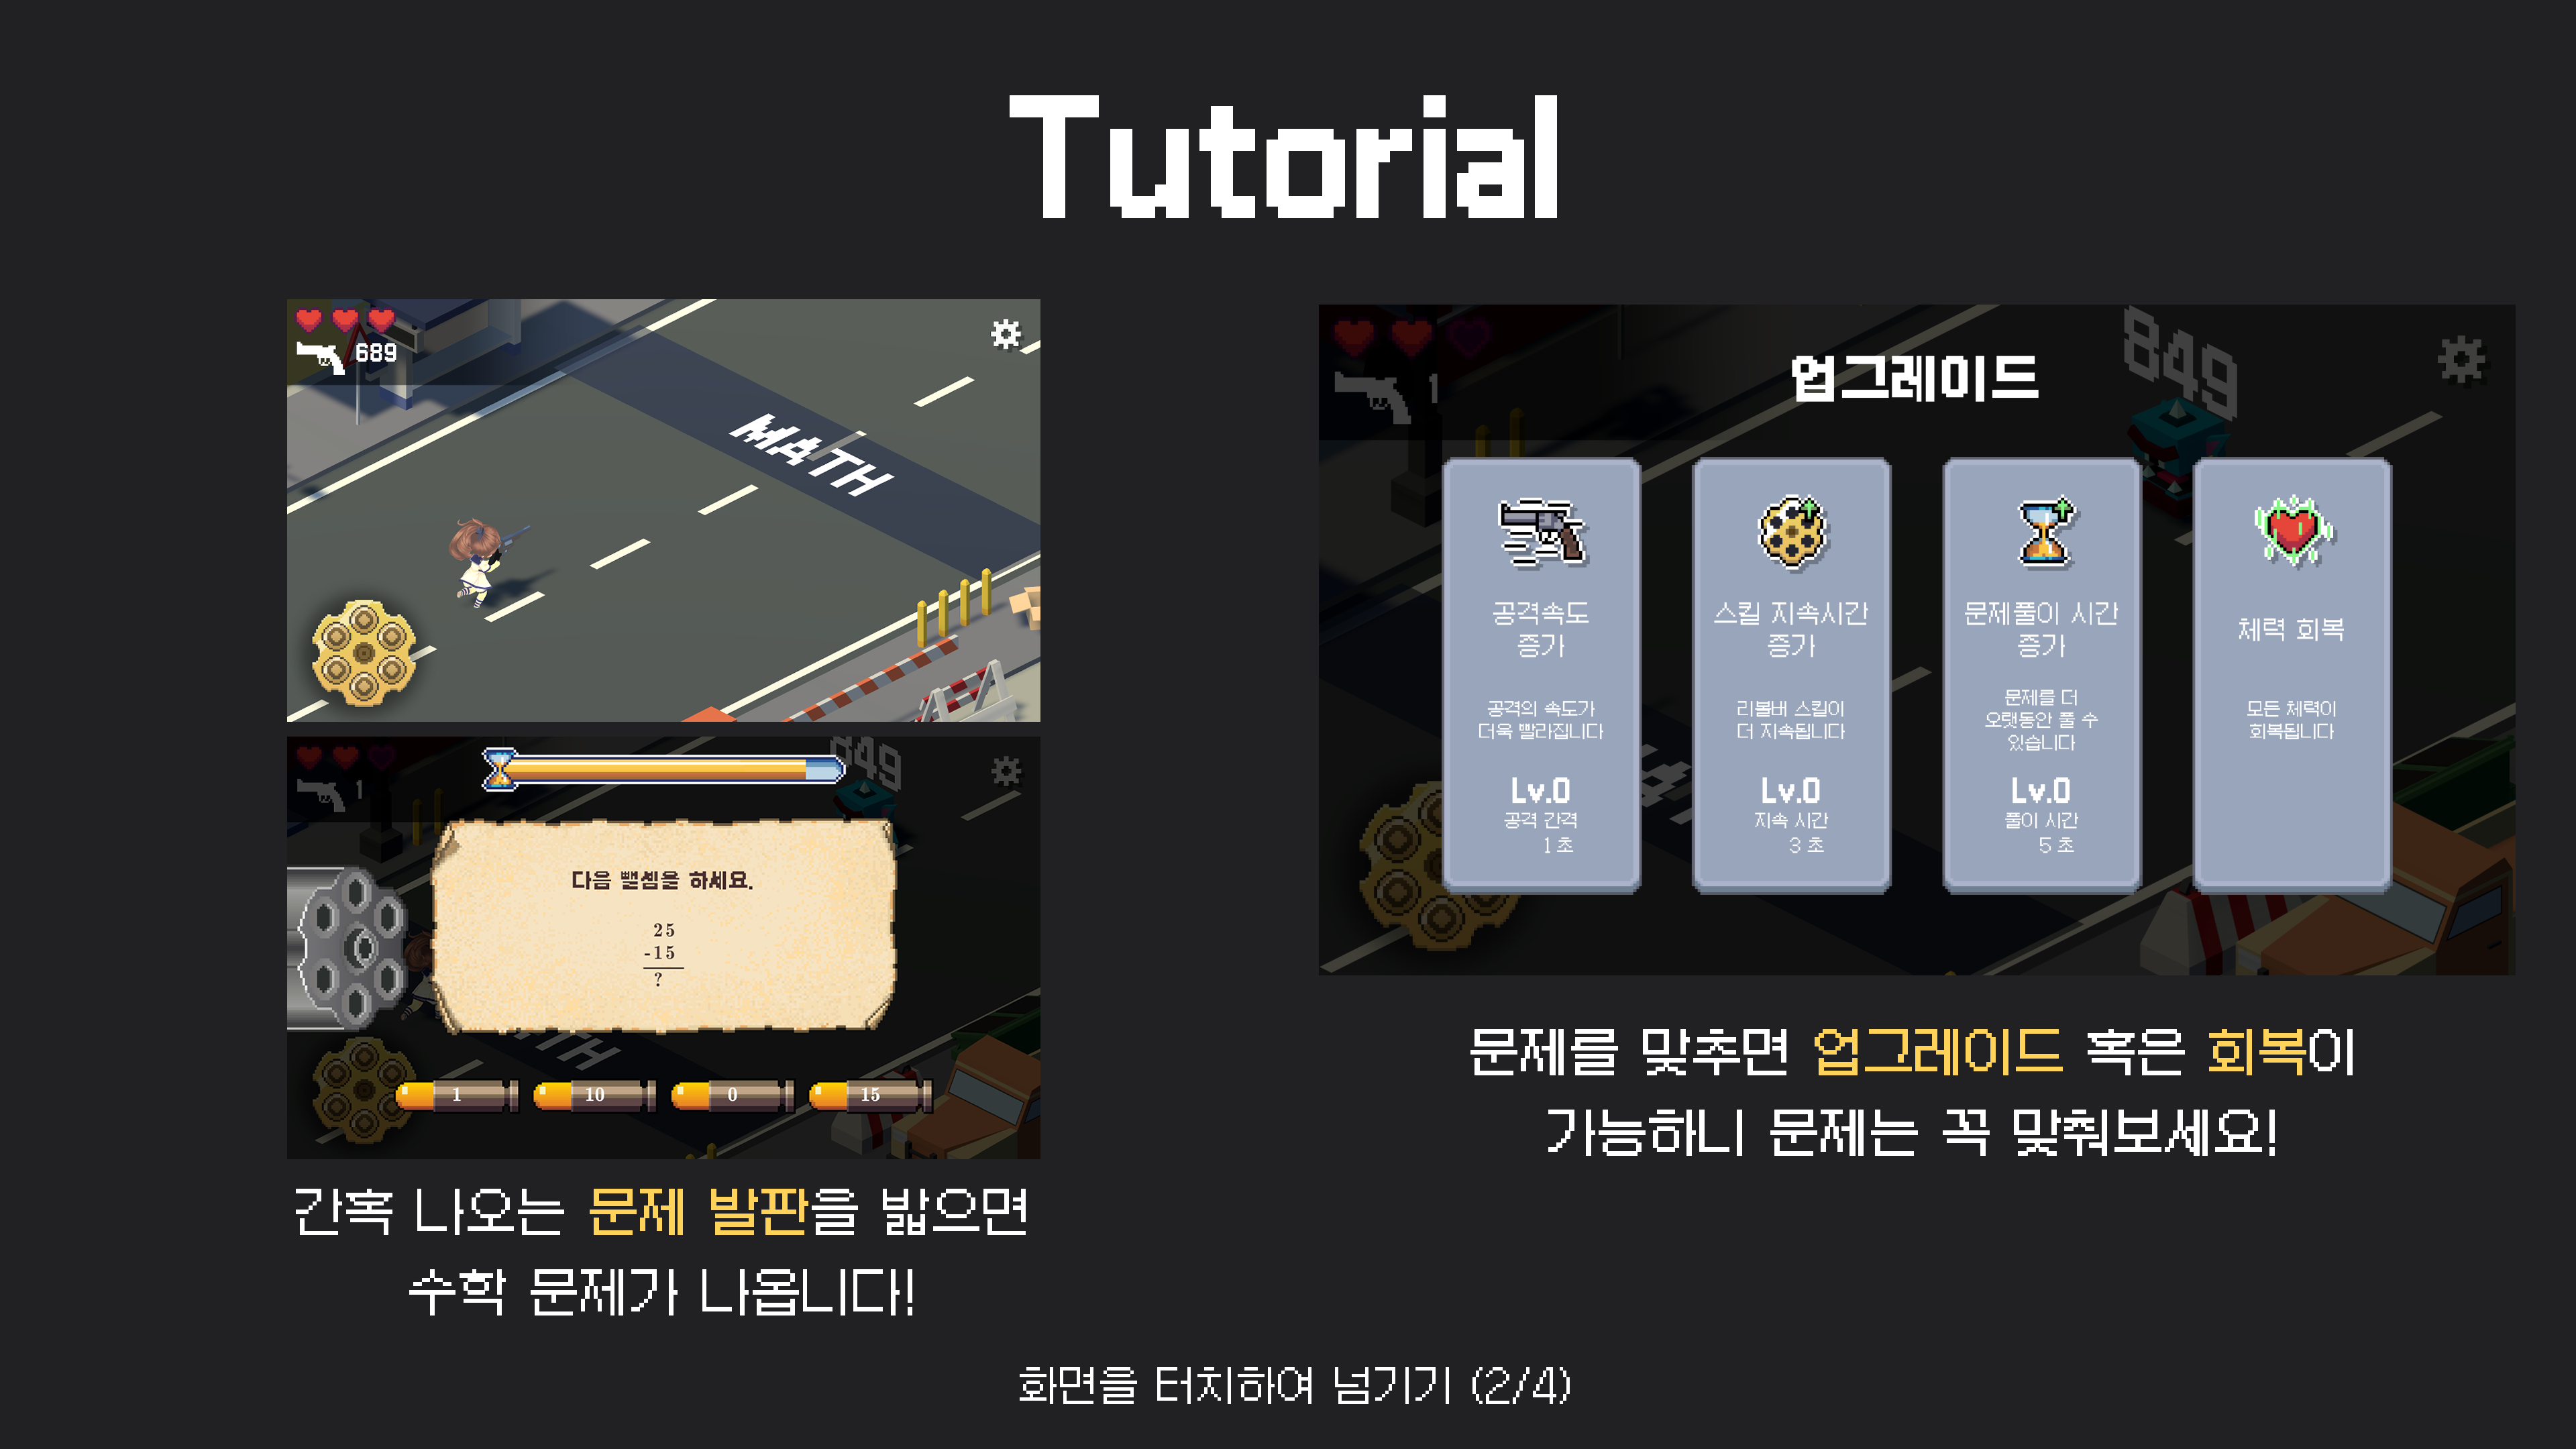 Tutorial
689
MATH
849
1
다음 뺄셈을 하세요.
25
-15
?
1
10
0
15
간혹 나오는 문제 발판을 밟으면
수학 문제가 나옵니다!
849
1
업그레이드
공격속도
증가
공격의 속도가
더욱 빨라집니다
Lv.0
공격 간격
1 초
스킬 지속시간
증가
리볼버 스킬이
더 지속됩니다
Lv.0
지속 시간
3 초
문제풀이 시간
증가
문제를 더
오랫동안 풀 수
있습니다
Lv.0
풀이 시간
5 초
체력 회복
모든 체력이
회복됩니다
문제를 맞추면 업그레이드 혹은 회복이
가능하니 문제는 꼭 맞춰보세요!
화면을 터치하여 넘기기 (2/4)